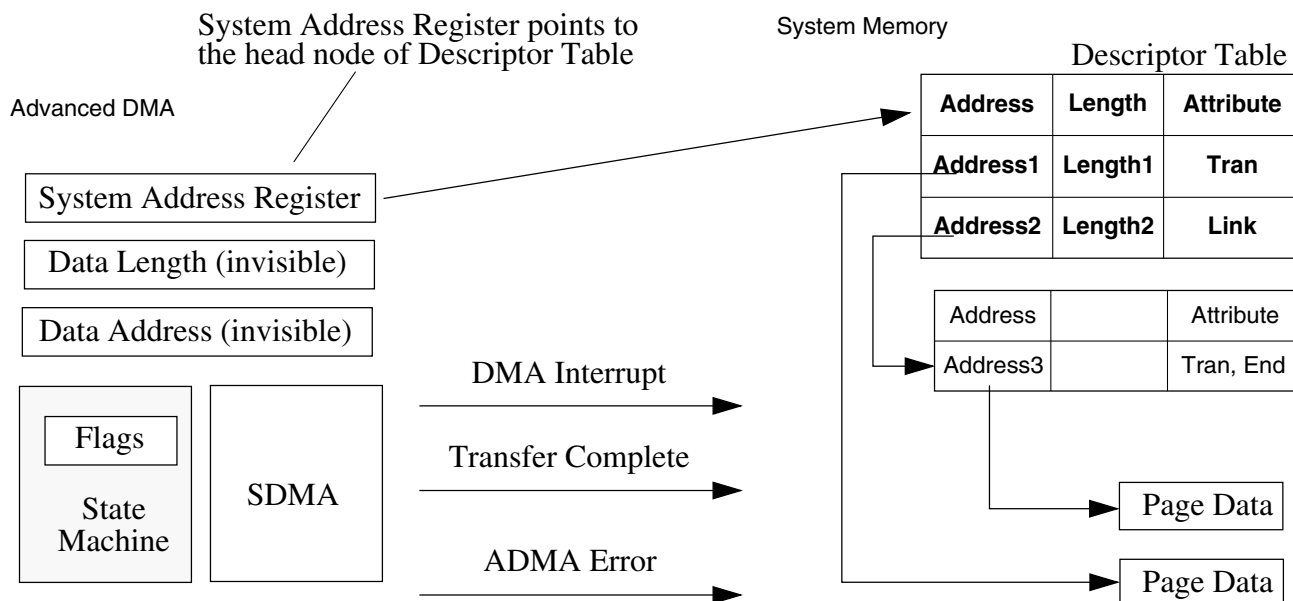 System Address Register points to
the head node of Descriptor Table
System Memory
Descriptor Table
Advanced DMA
Address Length Attribute
Address1 Length1 Tran
Address2 Length2 Link
System Address Register
Data Length (invisible)
Data Address (invisible)
Address Attribute
Address3 Tran, End
DMA Interrupt
Flags
Transfer Complete
State
Machine
SDMA
ADMA Error
Page Data
Page Data